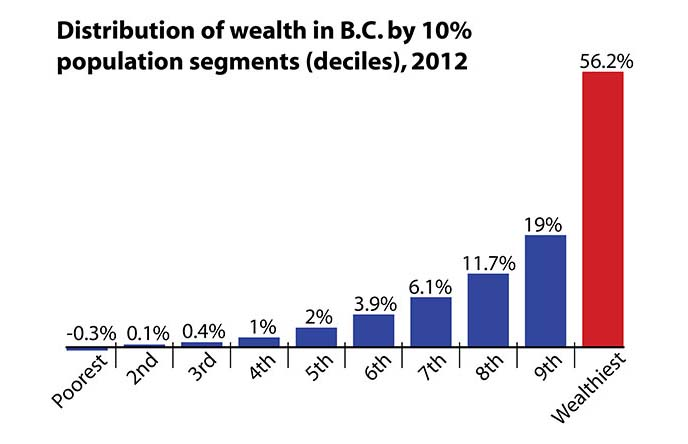 Distribution of wealth in B.C. by 10%
population segments (deciles), 2012
56.2%
19%
11.7%
6.1%
3.9%
2%
1%
0.4%
0.1%
-0.3%
Poorest
2nd
3rd
4th
5th
6th
7th
8th
9th
Wealthiest